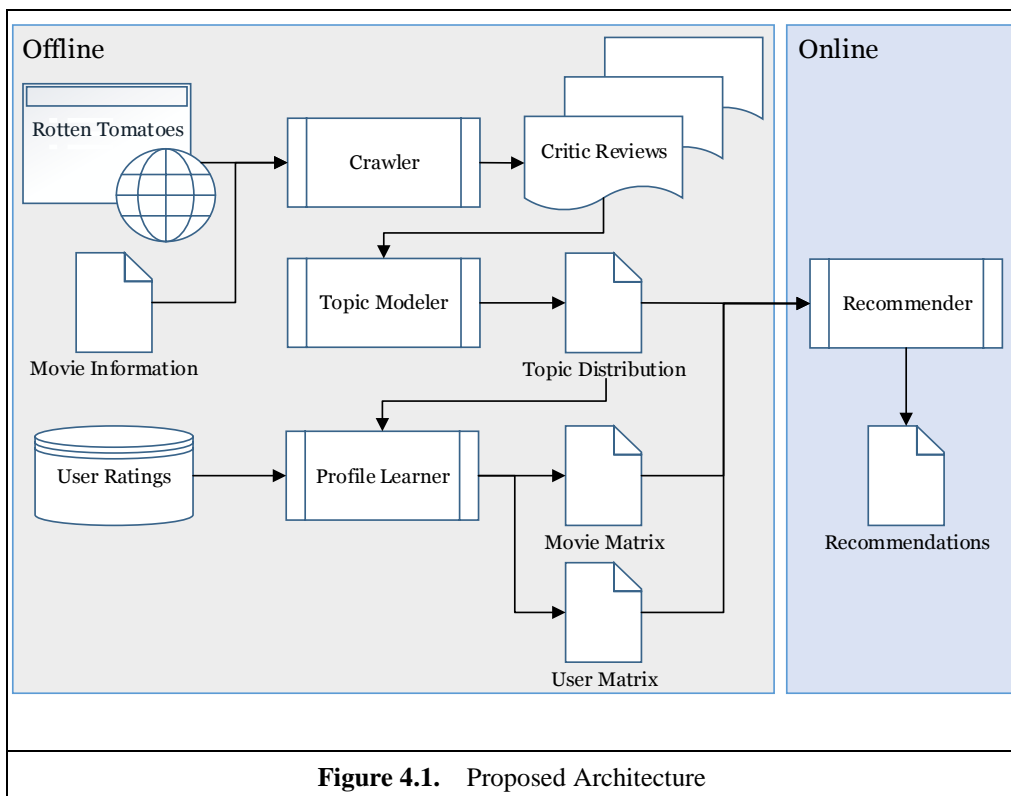 Offline
Online
Rotten Tomatoes
Crawler
Critic Reviews
Movie Information
Topic Modeler
Topic Distribution
Recommender
User Ratings
Profile Learner
Movie Matrix
Recommendations
User Matrix
Figure 4.1. Proposed Architecture